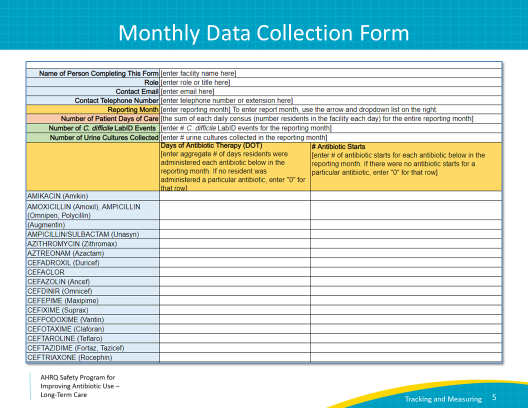 Monthly Data Collection Form
Name of Person Completing This Form [enter facility name here]
Role [enter role or title here]
Contact Email [enter email here]
Contact Telephone Number [enter telephone number or extension here]
Reporting Month [enter reporting month] To enter report month, use the arrow and dropdown list on the right.
Number of Patient Days of Care [the sum of each daily census (number residents in the facility each day) for the entire reporting month]
Number of C. difficile LabID Events [enter # C. difficile LabID events for the reporting month]
Number of Urine Cultures Collected [enter # urine cultures collected in the reporting month]
Days of Antibiotic Therapy (DOT)
[enter aggregate # of days residents were
administered each antibiotic below in the
reporting month. If no resident was
administered a particular antibiotic, enter "0" for
that row]
# Antibiotic Starts
[enter # of antibiotic starts for each antibiotic below in the
reporting month. If there were no antibiotic starts for a
particular antibiotic, enter "0" for that row]
AMIKACIN (Amikin)
AMOXICILLIN (Amoxil), AMPICILLIN
(Omnipen, Polycillin)
(Augmentin)
AMPICILLIN/SULBACTAM (Unasyn)
AZITHROMYCIN (Zithromax)
AZTREONAM (Azactam)
CEFADROXIL (Duricef)
CEFACLOR
CEFAZOLIN (Ancef)
CEFDINIR (Omnicef)
CEFEPIME (Maxipime)
CEFIXIME (Suprax)
CEFPODOXIME (Vantin)
CEFOTAXIME (Claforan)
CEFTAROLINE (Teflaro)
CEFTAZIDIME (Fortaz, Tazicef)
CEFTRIAXONE (Rocephin)
AHRQ Safety Program for
Improving Antibiotic Use –
Long-Term Care
Tracking and Measuring 5